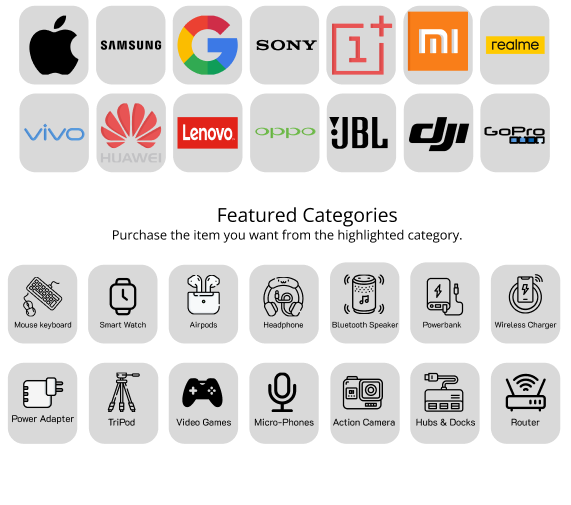 SAMSUNG
G
SONY
1+
MI
realme
vivo
HUAWEI
Lenovo
oppo
JBL
dji
GoPro
Featured Categories
Purchase the item you want from the highlighted category.
Mouse keyboard
Smart Watch
Airpods
Headphone
Bluetooth Speaker
Powerbank
Wireless Charger
Power Adapter
TriPod
Video Games
Micro-Phones
Action Camera
Hubs & Docks
Router